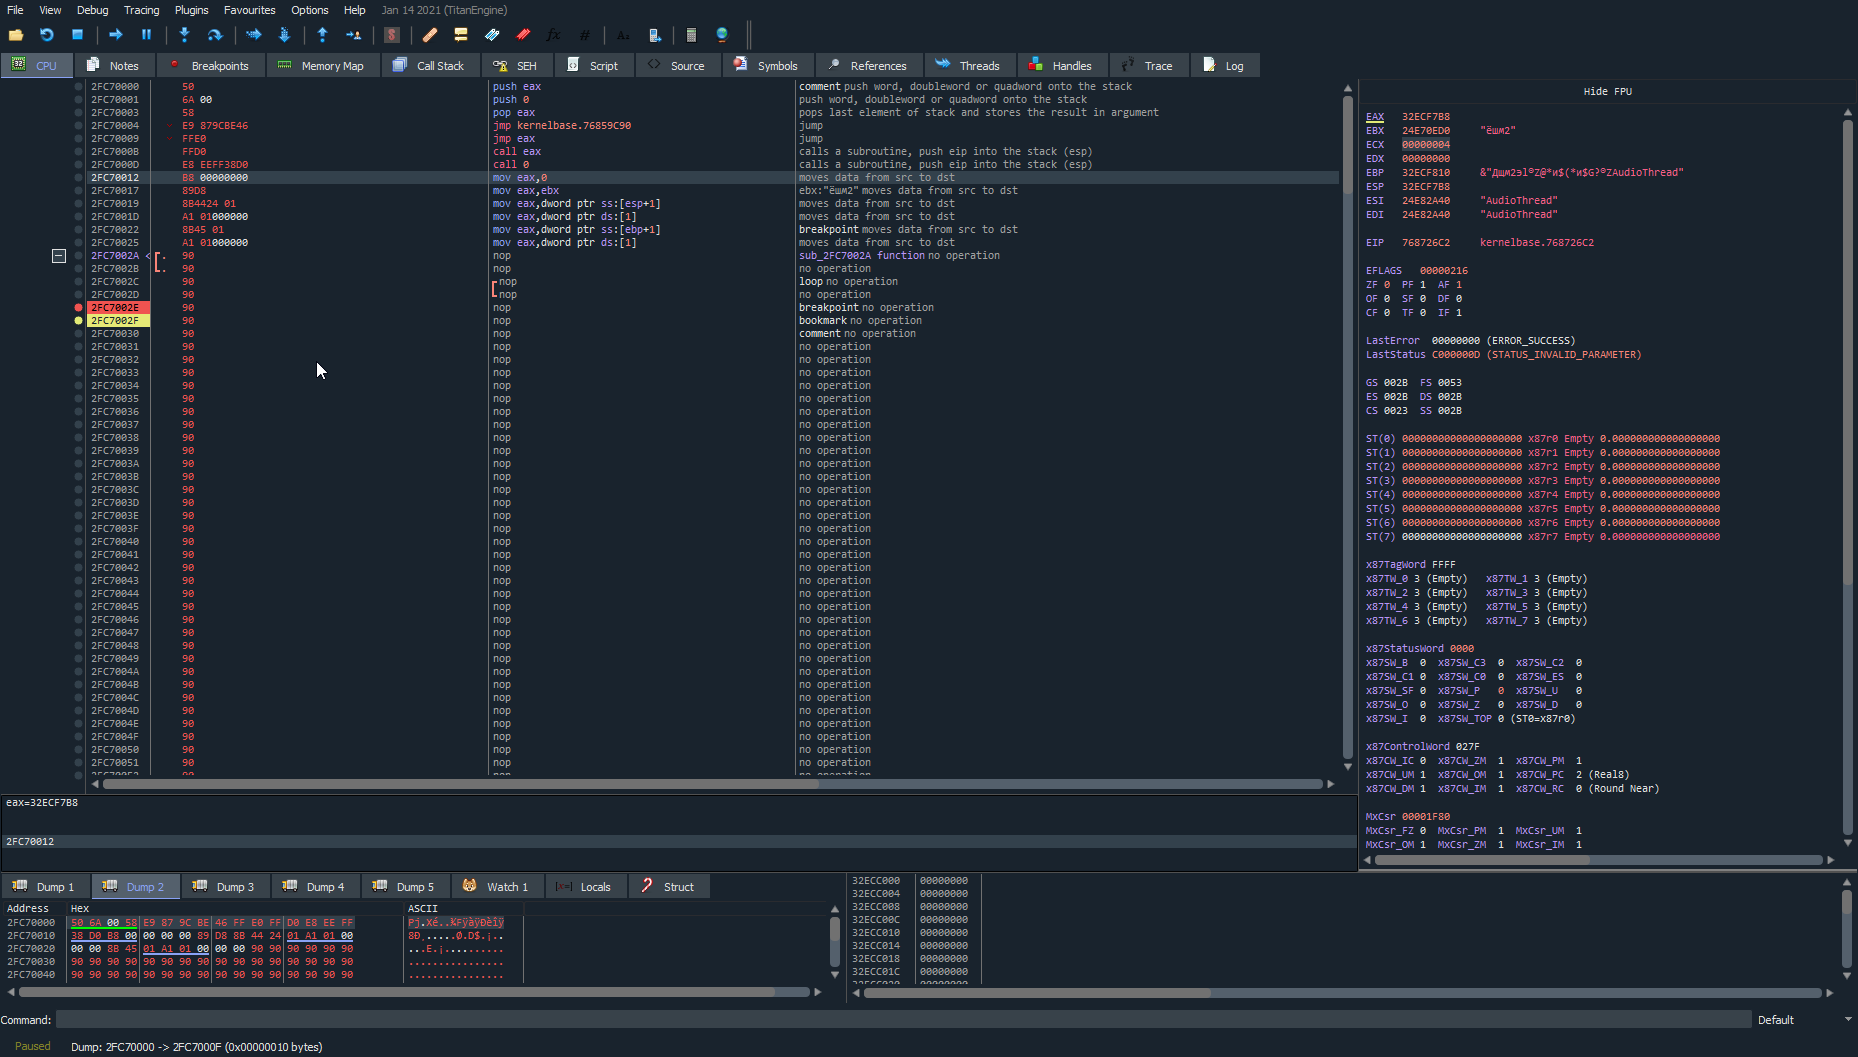 File View Debug Tracing Plugins Favourites Options Help Jan 14 2021 (TitanEngine)
CPU Notes Breakpoints Memory Map Call Stack SEH Script Source Symbols References Threads Handles Trace Log
2FC70000 50 push eax comment push word, doubleword or quadword onto the stack
2FC70001 6A 00 push 0 push word, doubleword or quadword onto the stack
2FC70003 58 pop eax pops last element of stack and stores the result in argument
2FC70004 E9 879CBE46 jmp kernelbase.76859C90 jump
2FC70009 FFE0 jmp eax jump
2FC7000B FFD0 call eax calls a subroutine, push eip into the stack (esp)
2FC7000D E8 EEFF38D0 call 0 calls a subroutine, push eip into the stack (esp)
2FC70012 B8 00000000 mov eax,0 moves data from src to dst
2FC70017 89D8 mov eax,ebx ebx:"ёшм2" moves data from src to dst
2FC70019 8B4424 01 mov eax,dword ptr ss:[esp+1] moves data from src to dst
2FC7001D A1 01000000 mov eax,dword ptr ds:[1] moves data from src to dst
2FC70022 8B45 01 mov eax,dword ptr ss:[ebp+1] breakpoint moves data from src to dst
2FC70025 A1 01000000 mov eax,dword ptr ds:[1] moves data from src to dst
2FC7002A 90 nop sub_2FC7002A function no operation
2FC7002B 90 nop no operation
2FC7002C 90 nop loop no operation
2FC7002D 90 nop no operation
2FC7002E 90 nop breakpoint no operation
2FC7002F 90 nop bookmark no operation
2FC70030 90 nop comment no operation
2FC70031 90 nop no operation
2FC70032 90 nop no operation
2FC70033 90 nop no operation
2FC70034 90 nop no operation
2FC70035 90 nop no operation
2FC70036 90 nop no operation
2FC70037 90 nop no operation
2FC70038 90 nop no operation
2FC70039 90 nop no operation
2FC7003A 90 nop no operation
2FC7003B 90 nop no operation
2FC7003C 90 nop no operation
2FC7003D 90 nop no operation
2FC7003E 90 nop no operation
2FC7003F 90 nop no operation
2FC70040 90 nop no operation
2FC70041 90 nop no operation
2FC70042 90 nop no operation
2FC70043 90 nop no operation
2FC70044 90 nop no operation
2FC70045 90 nop no operation
2FC70046 90 nop no operation
2FC70047 90 nop no operation
2FC70048 90 nop no operation
2FC70049 90 nop no operation
2FC7004A 90 nop no operation
2FC7004B 90 nop no operation
2FC7004C 90 nop no operation
2FC7004D 90 nop no operation
2FC7004E 90 nop no operation
2FC7004F 90 nop no operation
2FC70050 90 nop no operation
2FC70051 90 nop no operation
Hide FPU
EAX 32ECF7B8
EBX 24E70ED0 "ёшм2"
ECX 00000004
EDX 00000000
EBP 32ECF810
ESP 32ECF7B8
ESI 24E82A40 "AudioThread"
EDI 24E82A40 "AudioThread"
EIP 768726C2 kernelbase.768726C2
EFLAGS 00000216
ZF 0 PF 1 AF 1
OF 0 SF 0 DF 0
CF 0 TF 0 IF 1
LastError 00000000 (ERROR_SUCCESS)
LastStatus C000000D (STATUS_INVALID_PARAMETER)
GS 002B FS 0053
ES 002B DS 002B
CS 0023 SS 002B
ST(0) 00000000000000000000 x87r0 Empty 0.000000000000000000
ST(1) 00000000000000000000 x87r1 Empty 0.000000000000000000
ST(2) 00000000000000000000 x87r2 Empty 0.000000000000000000
ST(3) 00000000000000000000 x87r3 Empty 0.000000000000000000
ST(4) 00000000000000000000 x87r4 Empty 0.000000000000000000
ST(5) 00000000000000000000 x87r5 Empty 0.000000000000000000
ST(6) 00000000000000000000 x87r6 Empty 0.000000000000000000
ST(7) 00000000000000000000 x87r7 Empty 0.000000000000000000
x87TagWord FFFF
x87TW_0 3 (Empty) x87TW_1 3 (Empty)
x87TW_2 3 (Empty) x87TW_3 3 (Empty)
x87TW_4 3 (Empty) x87TW_5 3 (Empty)
x87TW_6 3 (Empty) x87TW_7 3 (Empty)
x87StatusWord 0000
x87SW_B 0 x87SW_C3 0 x87SW_C2 0
x87SW_C1 0 x87SW_C0 0 x87SW_ES 0
x87SW_SF 0 x87SW_P 0 x87SW_U 0
x87SW_O 0 x87SW_Z 0 x87SW_D 0
x87SW_I 0 x87SW_TOP 0 (ST0=x87r0)
x87ControlWord 027F
x87CW_IC 0 x87CW_ZM 1 x87CW_PM 1
x87CW_UM 1 x87CW_OM 1 x87CW_PC 2 (Real8)
x87CW_DM 1 x87CW_IM 1 x87CW_RC 0 (Round Near)
MxCsr 00001F80
MxCsr_FZ 0 MxCsr_PM 1 MxCsr_UM 1
MxCsr_OM 1 MxCsr_ZM 1 MxCsr_IM 1
eax=32ECF7B8
2FC70012
Dump 1 Dump 2 Dump 3 Dump 4 Dump 5 Watch 1 Locals Struct
Address Hex ASCII
2FC70000 50 6A 00 58 E9 87 9C BE 46 FF E0 FF D0 E8 EE FF
2FC70010 38 D0 B8 00 00 00 00 89 D8 8B 44 24 01 A1 01 00
2FC70020 00 00 8B 45 01 A1 01 00 00 00 90 90 90 90 90 90
2FC70030 90 90 90 90 90 90 90 90 90 90 90 90 90 90 90 90 ................
2FC70040 90 90 90 90 90 90 90 90 90 90 90 90 90 90 90 90 ................
32ECC000 00000000
32ECC004 00000000
32ECC008 00000000
32ECC00C 00000000
32ECC010 00000000
32ECC014 00000000
32ECC018 00000000
32ECC01C 00000000
Command: Default
Paused Dump: 2FC70000 -> 2FC7000F (0x00000010 bytes)